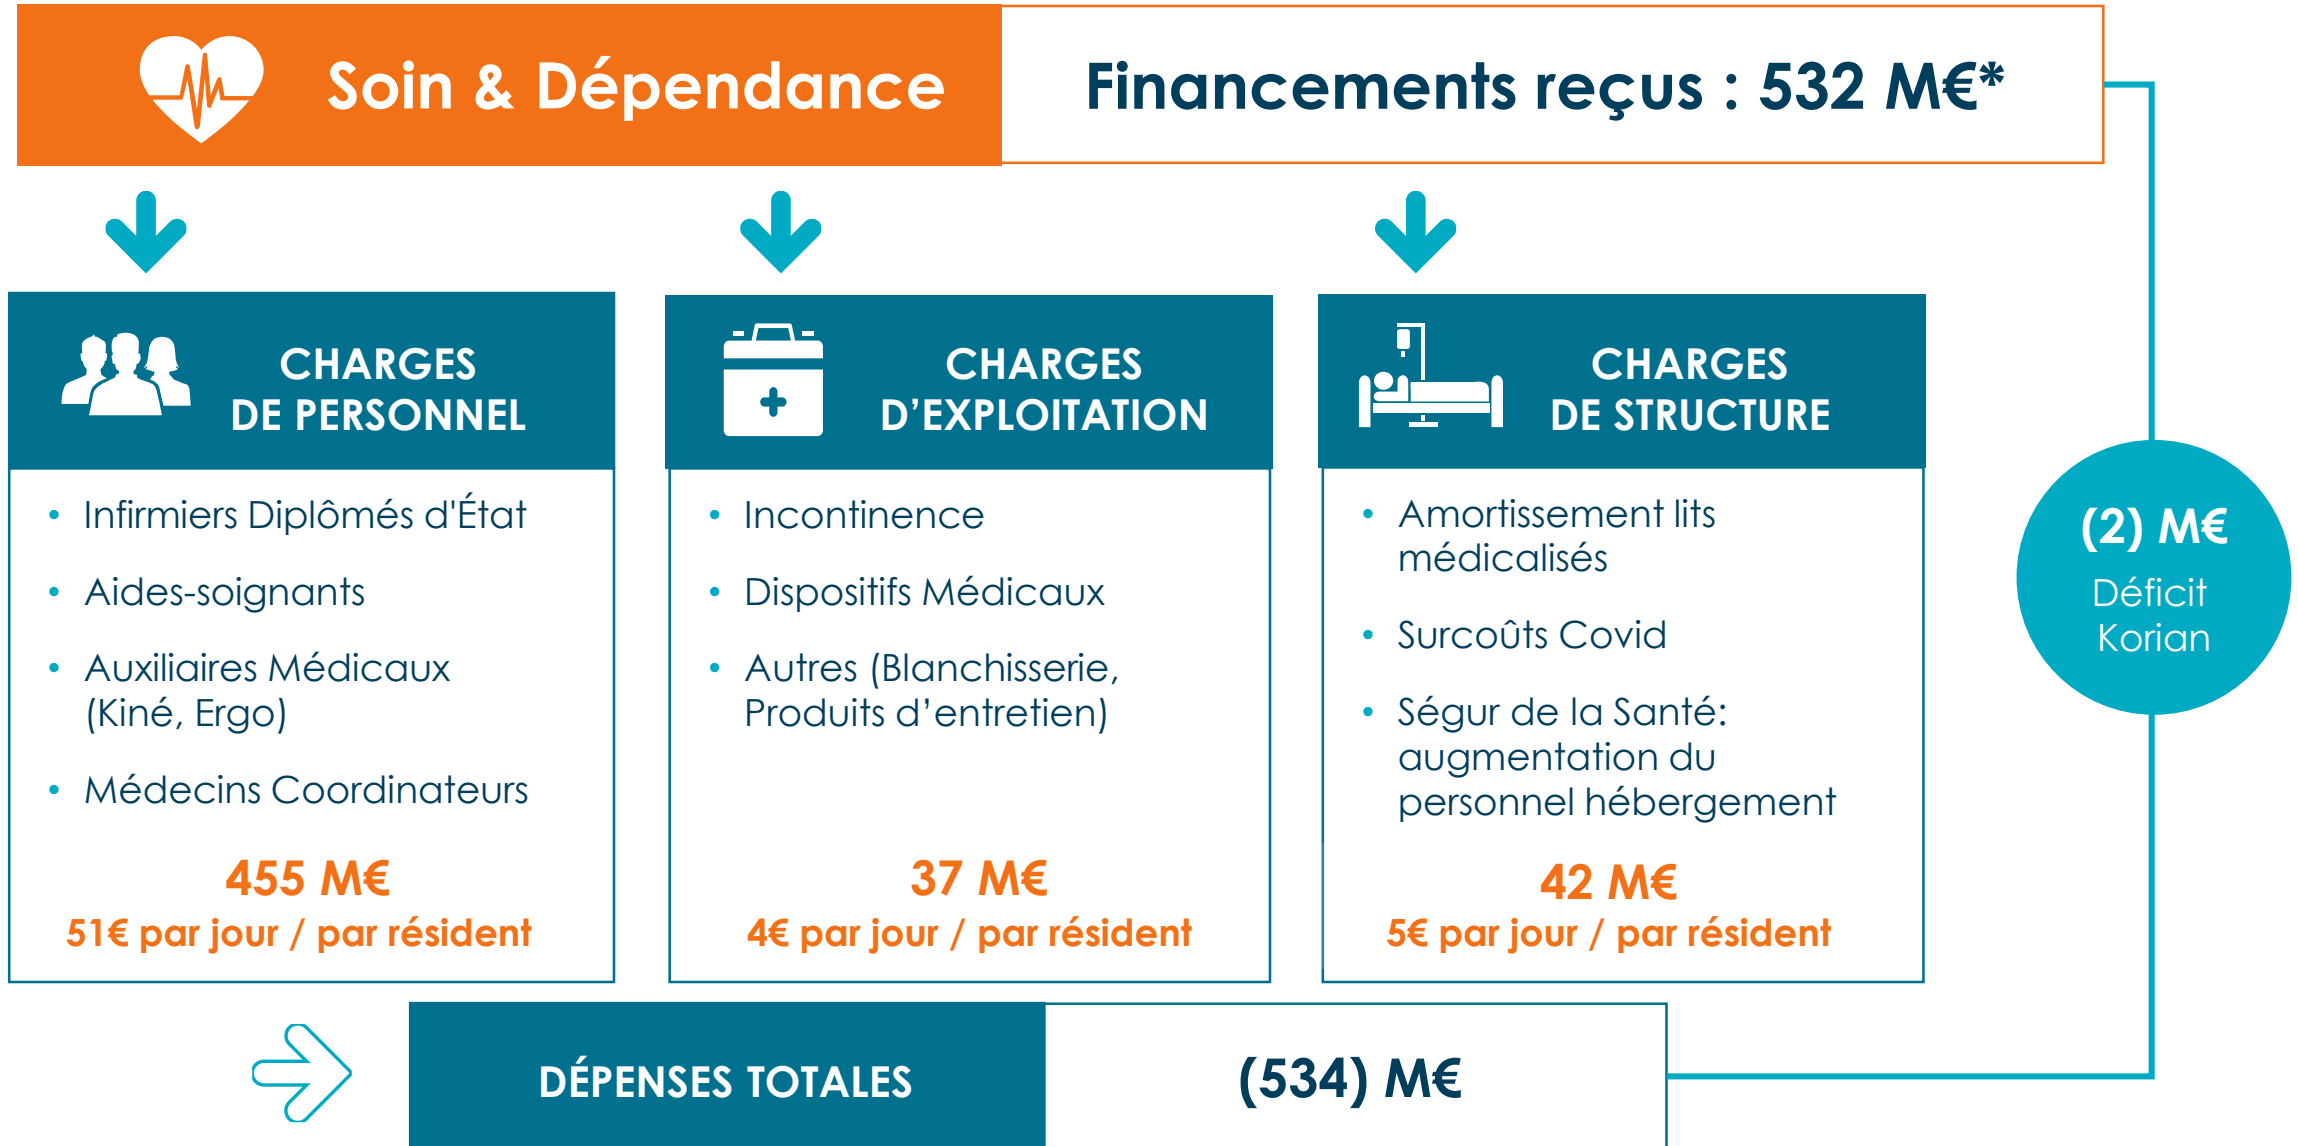 Soin & Dépendance
Financements reçus : 532 M€*
CHARGES
DE PERSONNEL
• Infirmiers Diplômés d'État
• Aides-soignants
• Auxiliaires Médicaux
(Kiné, Ergo)
• Médecins Coordinateurs
455 M€
51€ par jour / par résident
CHARGES
D’EXPLOITATION
• Incontinence
• Dispositifs Médicaux
• Autres (Blanchisserie,
Produits d’entretien)
37 M€
4€ par jour / par résident
CHARGES
DE STRUCTURE
• Amortissement lits
médicalisés
• Surcoûts Covid
• Ségur de la Santé:
augmentation du
personnel hébergement
42 M€
5€ par jour / par résident
(2) M€
Déficit
Korian
DÉPENSES TOTALES
(534) M€